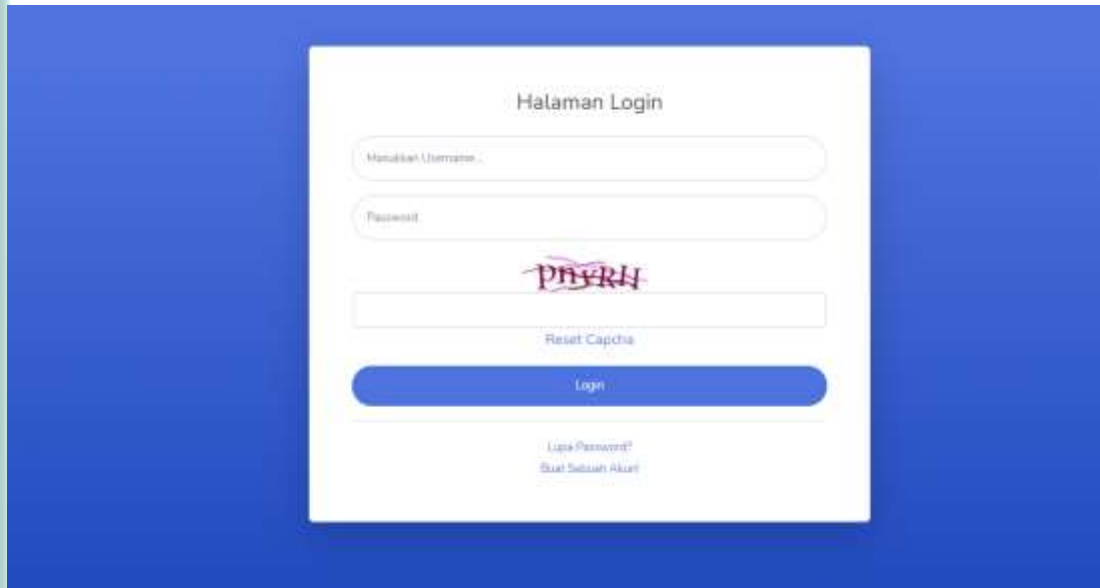 Halaman Login
Masukkan Username...
Password
Reset Capcha
Login
Lupa Password?
Buat Sebuah Akun!